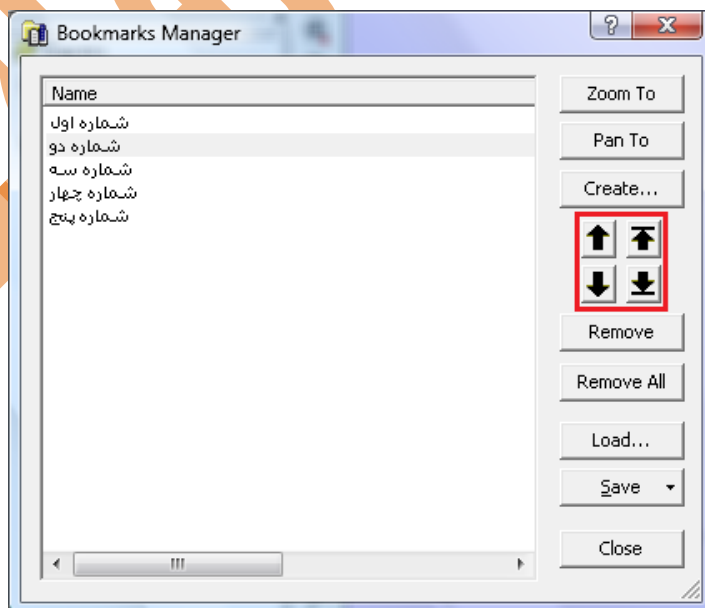 Bookmarks Manager
Name
شماره اول
شماره دو
شماره سه
شماره چهار
شماره پنج
Zoom To
Pan To
Create...
Remove
Remove All
Load...
Save
Close